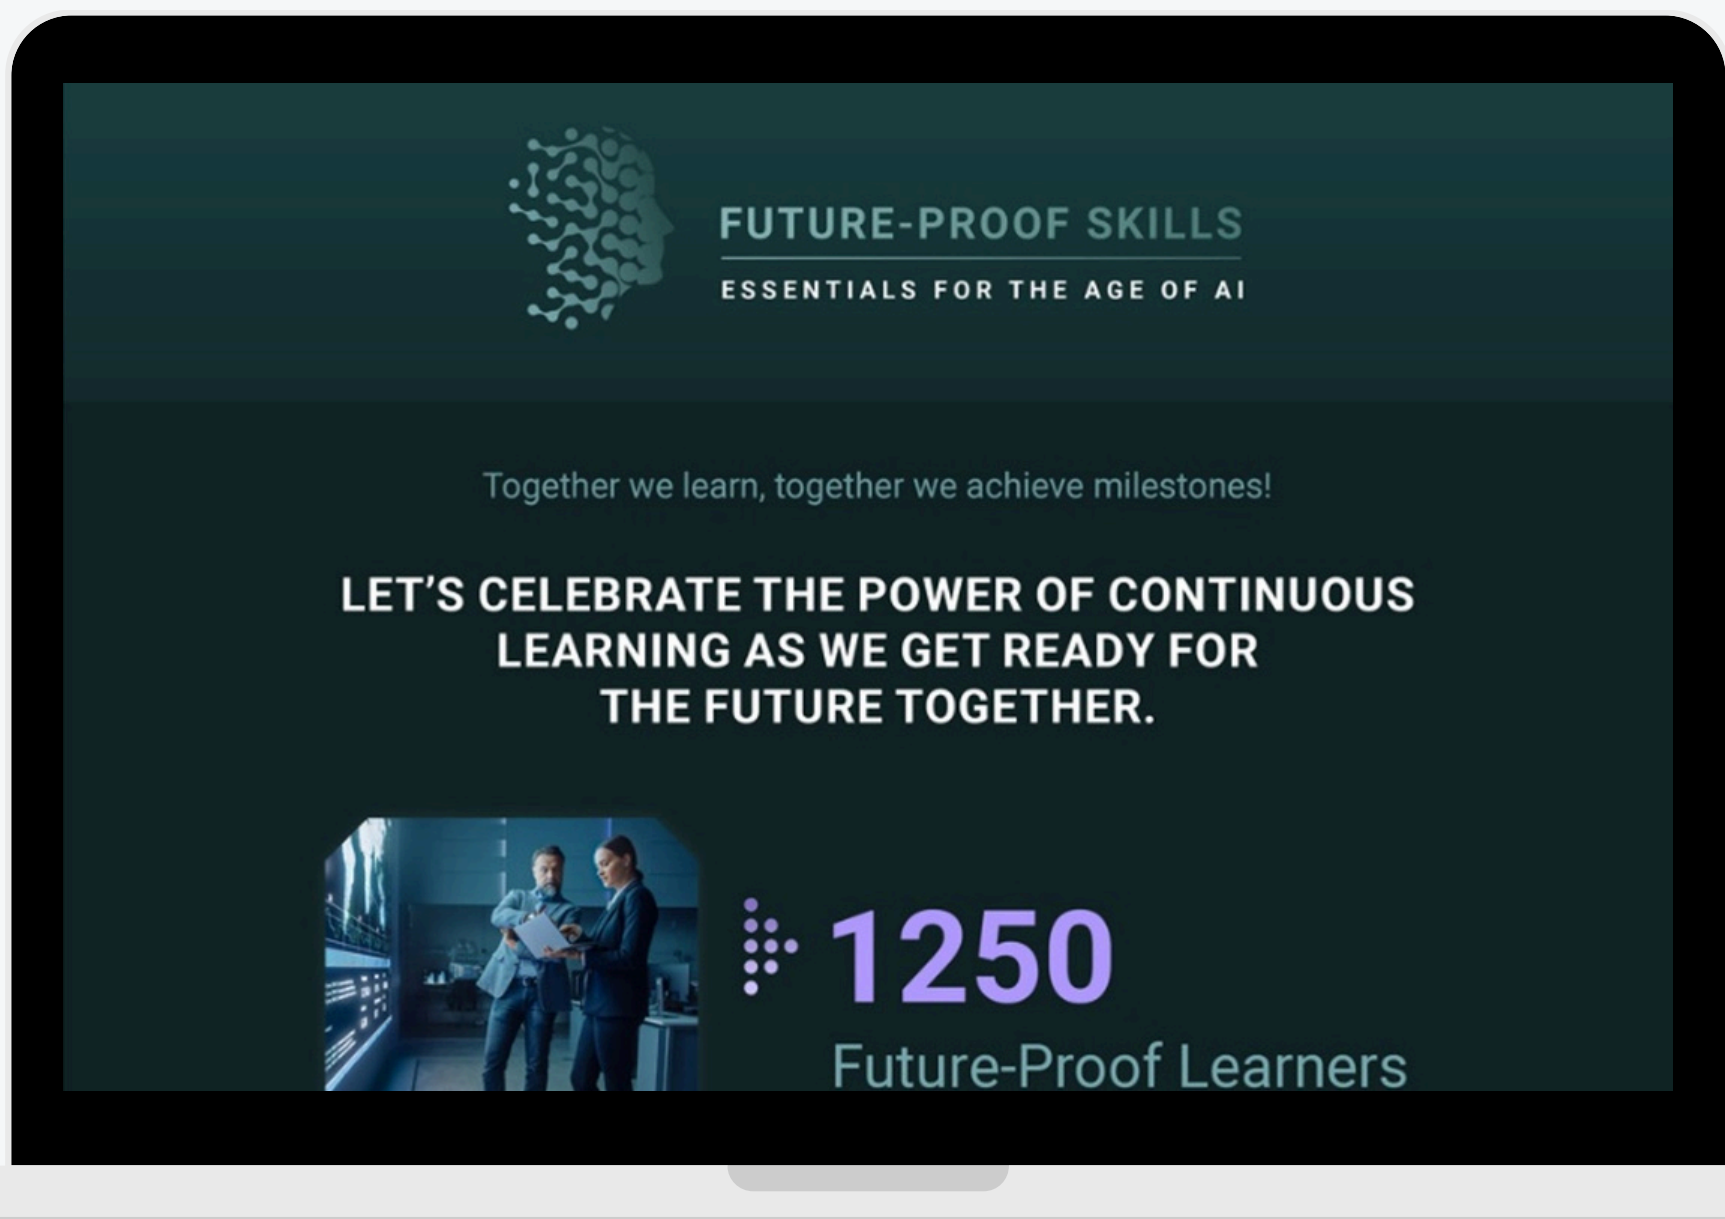 FUTURE-PROOF SKILLS
ESSENTIALS FOR THE AGE OF AI
Together we learn, together we achieve milestones!
LET’S CELEBRATE THE POWER OF CONTINUOUS
LEARNING AS WE GET READY FOR
THE FUTURE TOGETHER.
1250
Future-Proof Learners